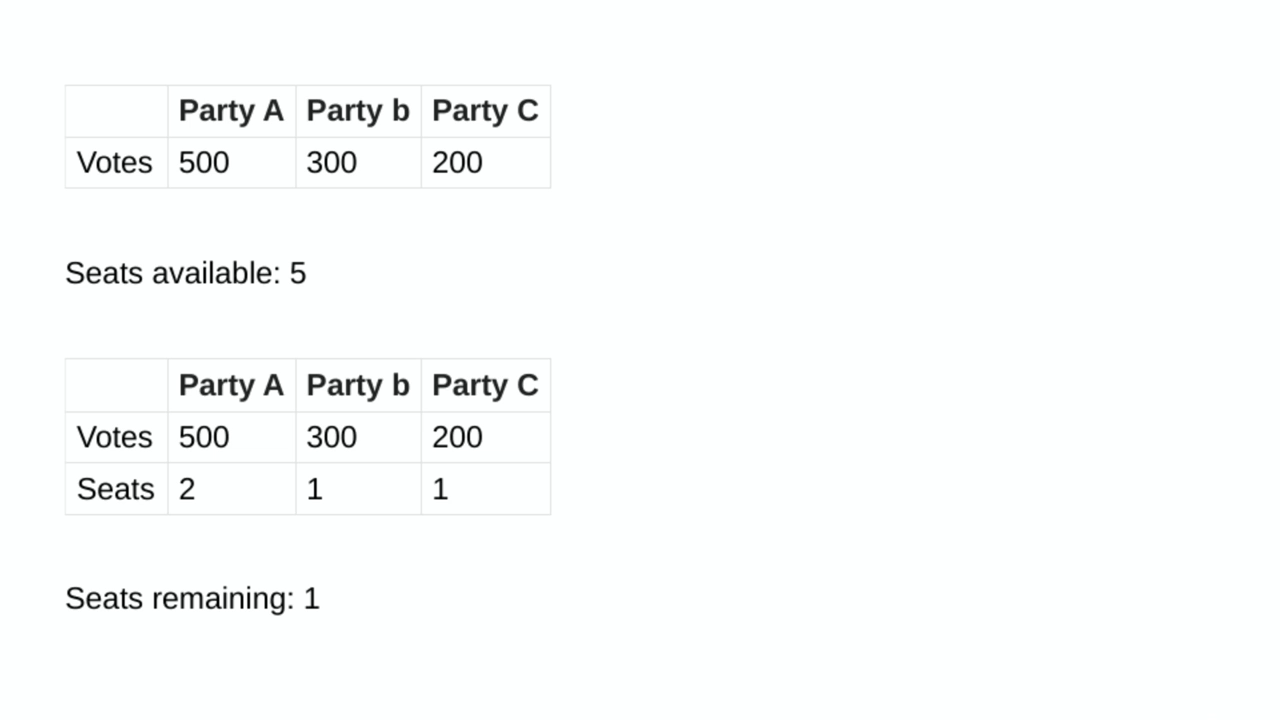 Party A Party b Party C
Votes 500 300 200
Seats available: 5
Party A Party b Party C
Votes 500 300 200
Seats 2 1 1
Seats remaining: 1